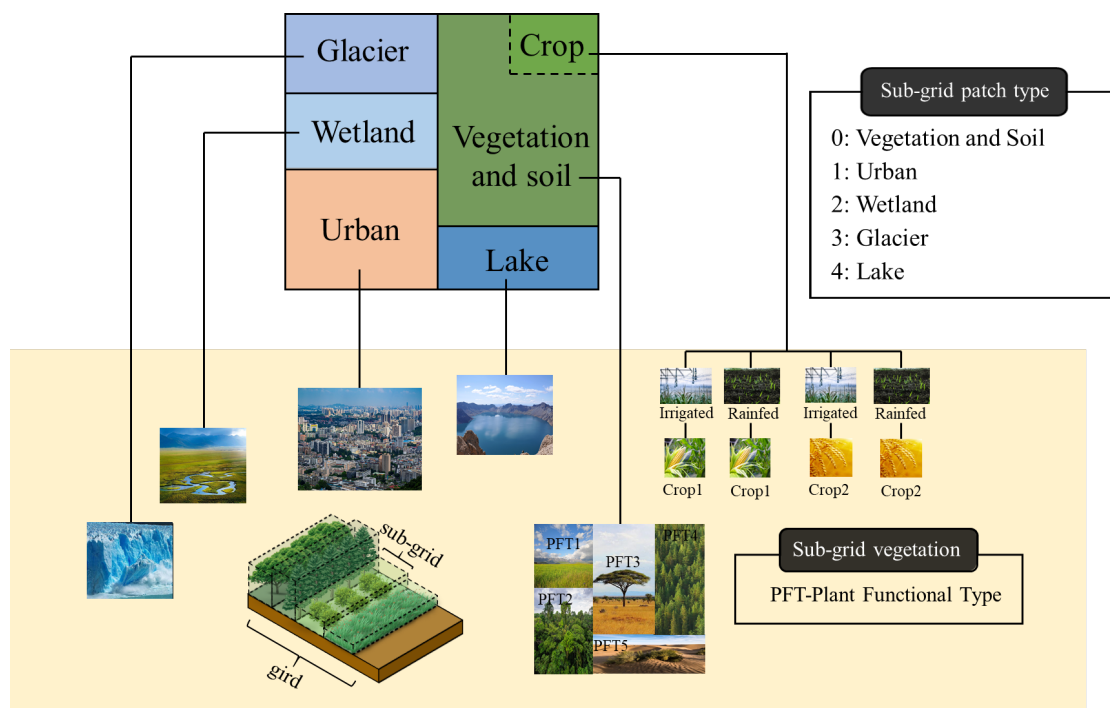 Glacier
Crop
Wetland
Vegetation
and soil
Urban
Lake
Sub-grid patch type
0: Vegetation and Soil
1: Urban
2: Wetland
3: Glacier
4: Lake
Irrigated
Rainfed
Irrigated
Rainfed
Crop1
Crop1
Crop2
Crop2
sub-grid
gird
PFT1
PFT2
PFT3
PFT4
PFT5
Sub-grid vegetation
PFT-Plant Functional Type